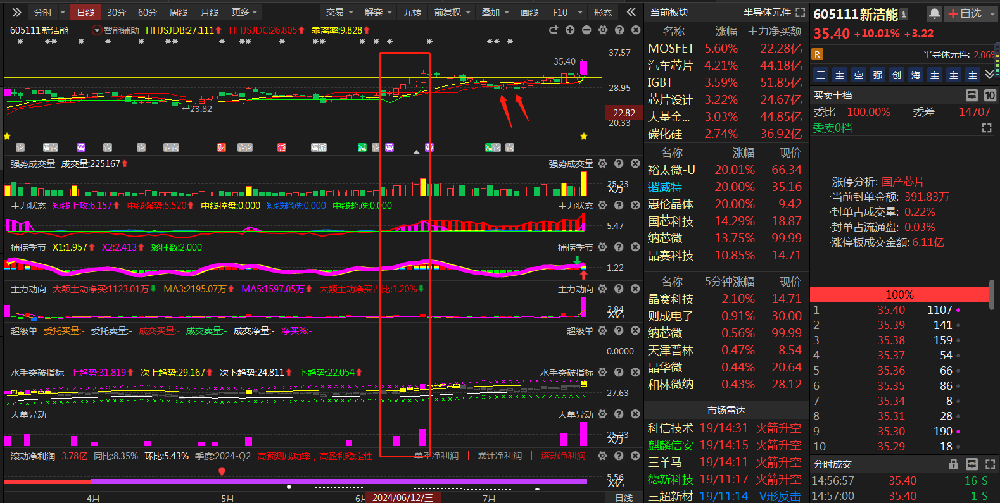 分时 日线 30分 60分 周线 月线 更多 交易 解套 九转 前复权 叠加 画线 F10 形态
605111 新洁能 智能辅助 HHJSJDB:27.111 HHJSJDC:26.805 乖离率:9.828
37.57
35.40
28.95
23.82
22.82
20.33
它 它 叠 它 它 它它 财 它它 派 派 减 它 叠 减 它 它
强势成交量 成交量:225167 强势成交量
25.23
X万
主力状态 短线上攻:6.157 中线强势:5.520 中线控盘:0.000 短线超跌:0.000 中线超跌:0.000 主力状态
5.47
捕捞季节 X1:1.957 X2:2.413 彩柱数:2.000 捕捞季节
1.22
主力动向 大额主动净买:1123.01万 MA3:2195.07万 MA5:1597.05万 大额主动净买占比:1.20% 主力动向
2.84
X亿
超级单 委托买量:- 委托卖量:- 成交买量:- 成交卖量:- 成交净量:- 净买%:- 超级单
0.0000
水手突破指标 上趋势:31.819 次上趋势:29.167 次下趋势:24.811 下趋势:22.054 水手突破指标
27.63
大单异动 大单异动
25.23
X万
滚动净利润 3.78亿 同比:8.35% 环比:5.43% 季度:2024-Q2 高预测成功率，高盈利稳定性 单季净利润 累计净利润 滚动净利润
5.56
X亿
4月 5月 6月 2024/06/12/三 7月 日线
当前板块 半导体元件
名称 涨幅 主力净买额
MOSFET 5.60% 22.28亿
汽车芯片 4.21% 44.18亿
IGBT 3.59% 51.85亿
芯片设计 3.22% 24.67亿
大基金... 3.03% 44.85亿
碳化硅 2.74% 36.92亿
名称 涨幅 现价
裕太微-U 20.01% 66.34
锴威特 20.00% 35.16
惠伦晶体 20.00% 9.42
国芯科技 14.29% 18.87
纳芯微 13.75% 99.99
晶赛科技 10.85% 14.71
名称 5分钟涨幅 现价
晶赛科技 2.10% 14.71
则成电子 0.91% 30.00
纳芯微 0.56% 99.99
天津普林 0.47% 8.54
晶华微 0.44% 20.64
和林微纳 0.43% 28.12
市场雷达
科信技术 19/14:31 火箭升空
麒麟信安 19/14:15 火箭升空
三羊马 19/14:11 火箭升空
德新科技 19/11:17 火箭升空
三超新材 19/11:14 V形反击
605111 新洁能 自选
35.40 +10.01% +3.22
R 半导体元件: 2.06%
三 主 空 强 创 海 主 主 主
买卖十档 量 10
委比 100.00% 委差 14707
委卖0档 - -
涨停分析: 国产芯片
·当前封单金额: 391.83万
·封单占成交量: 0.22%
·封单占流通盘: 0.03%
·涨停板成交金额: 6.11亿
100%
1 35.40 1107
2 35.39 141
3 35.38 159
4 35.37 54
5 35.36 66
6 35.35 86
7 35.34 8
8 35.31 28
9 35.30 190
10 35.29 18
分时成交 量
14:56:57 35.40 16 S
14:57:00 35.40 1 S